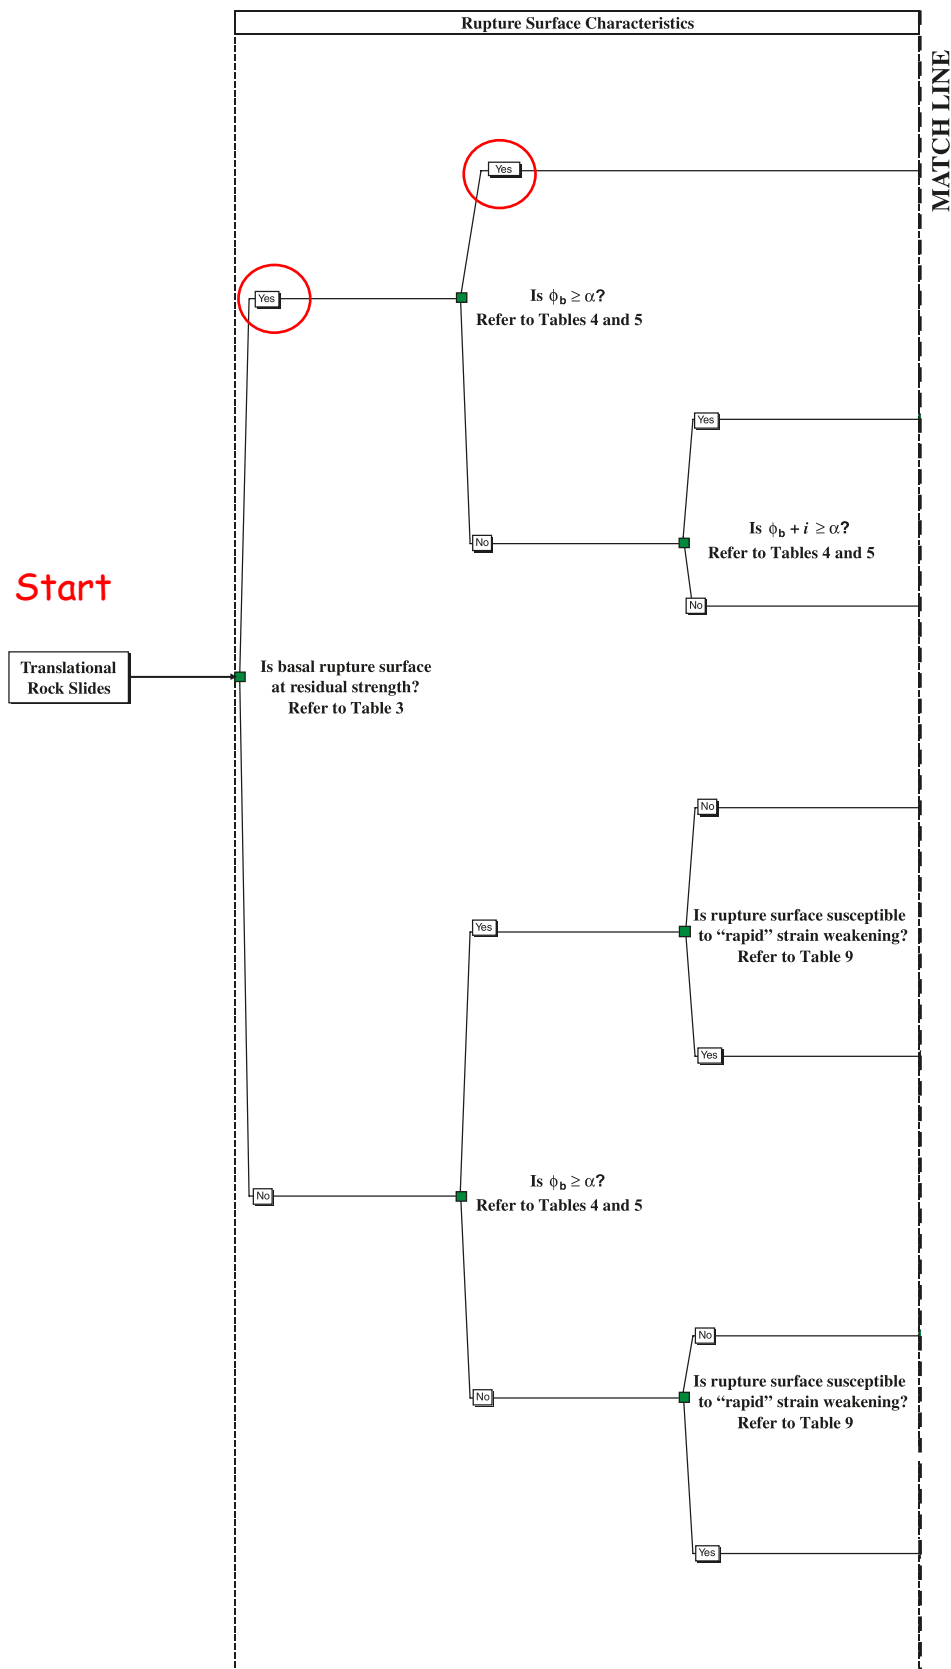 Rupture Surface Characteristics
MATCH LINE
Yes
Yes
Is ϕb ≥ α?
Refer to Tables 4 and 5
Yes
Is ϕb + i ≥ α?
Refer to Tables 4 and 5
No
No
Start
Translational
Rock Slides
Is basal rupture surface
at residual strength?
Refer to Table 3
No
Is rupture surface susceptible
to “rapid” strain weakening?
Refer to Table 9
Yes
Yes
Is ϕb ≥ α?
Refer to Tables 4 and 5
No
No
Is rupture surface susceptible
to “rapid” strain weakening?
Refer to Table 9
No
Yes